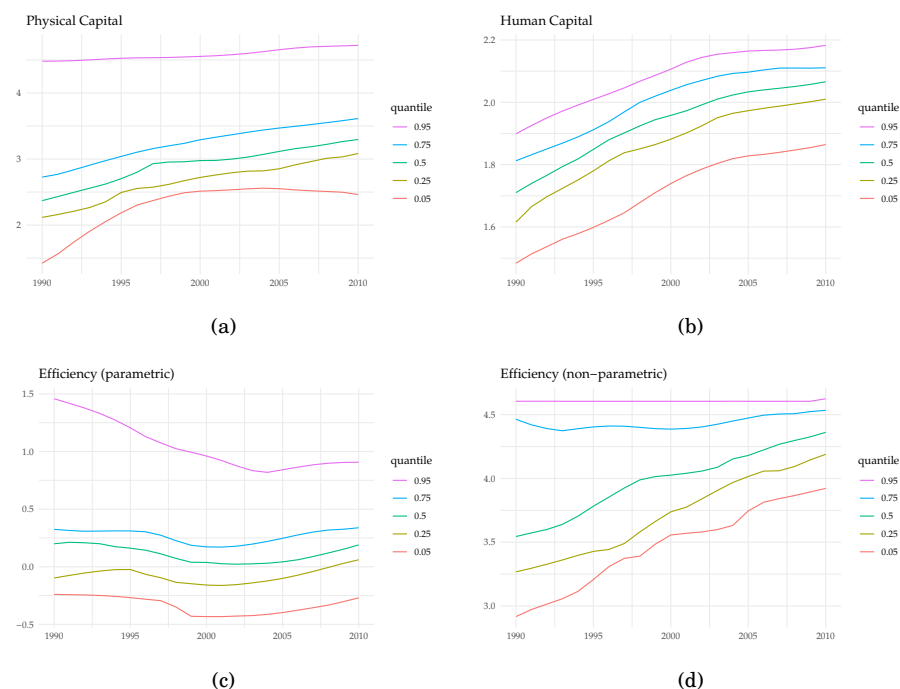 Physical Capital
4
3
2
1990 1995 2000 2005 2010
quantile
0.95
0.75
0.5
0.25
0.05
(a)
Human Capital
2.2
2.0
1.8
1.6
1990 1995 2000 2005 2010
quantile
0.95
0.75
0.5
0.25
0.05
(b)
Efficiency (parametric)
1.5
1.0
0.5
0.0
−0.5
1990 1995 2000 2005 2010
quantile
0.95
0.75
0.5
0.25
0.05
(c)
Efficiency (non−parametric)
4.5
4.0
3.5
3.0
1990 1995 2000 2005 2010
quantile
0.95
0.75
0.5
0.25
0.05
(d)